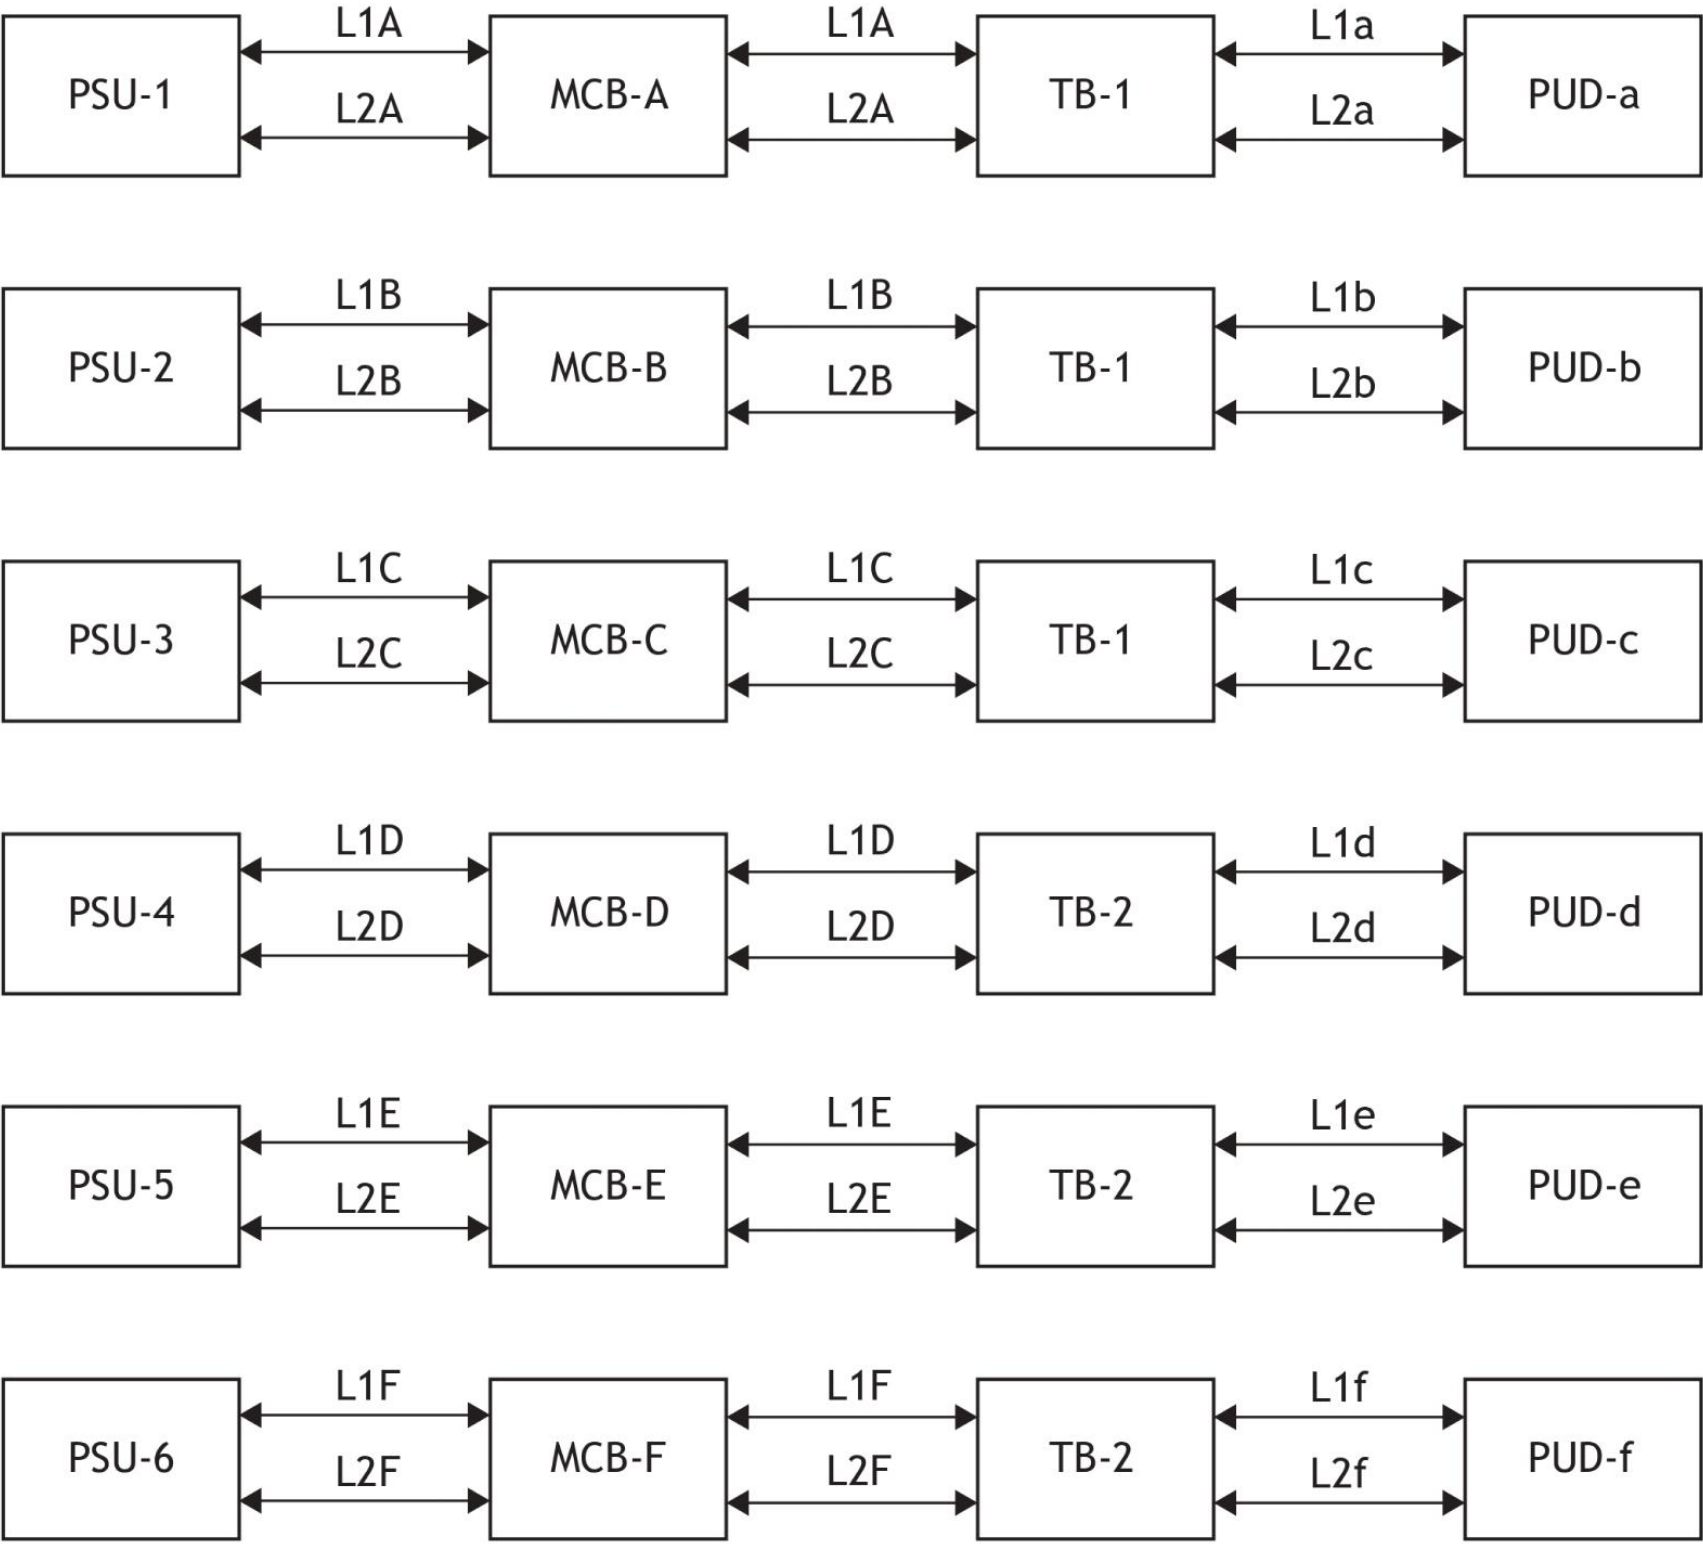 L1A L1A L1a
PSU-1 MCB-A TB-1 PUD-a
L2A L2A L2a
L1B L1B L1b
PSU-2 MCB-B TB-1 PUD-b
L2B L2B L2b
L1C L1C L1c
PSU-3 MCB-C TB-1 PUD-c
L2C L2C L2c
L1D L1D L1d
PSU-4 MCB-D TB-2 PUD-d
L2D L2D L2d
L1E L1E L1e
PSU-5 MCB-E TB-2 PUD-e
L2E L2E L2e
L1F L1F L1f
PSU-6 MCB-F TB-2 PUD-f
L2F L2F L2f